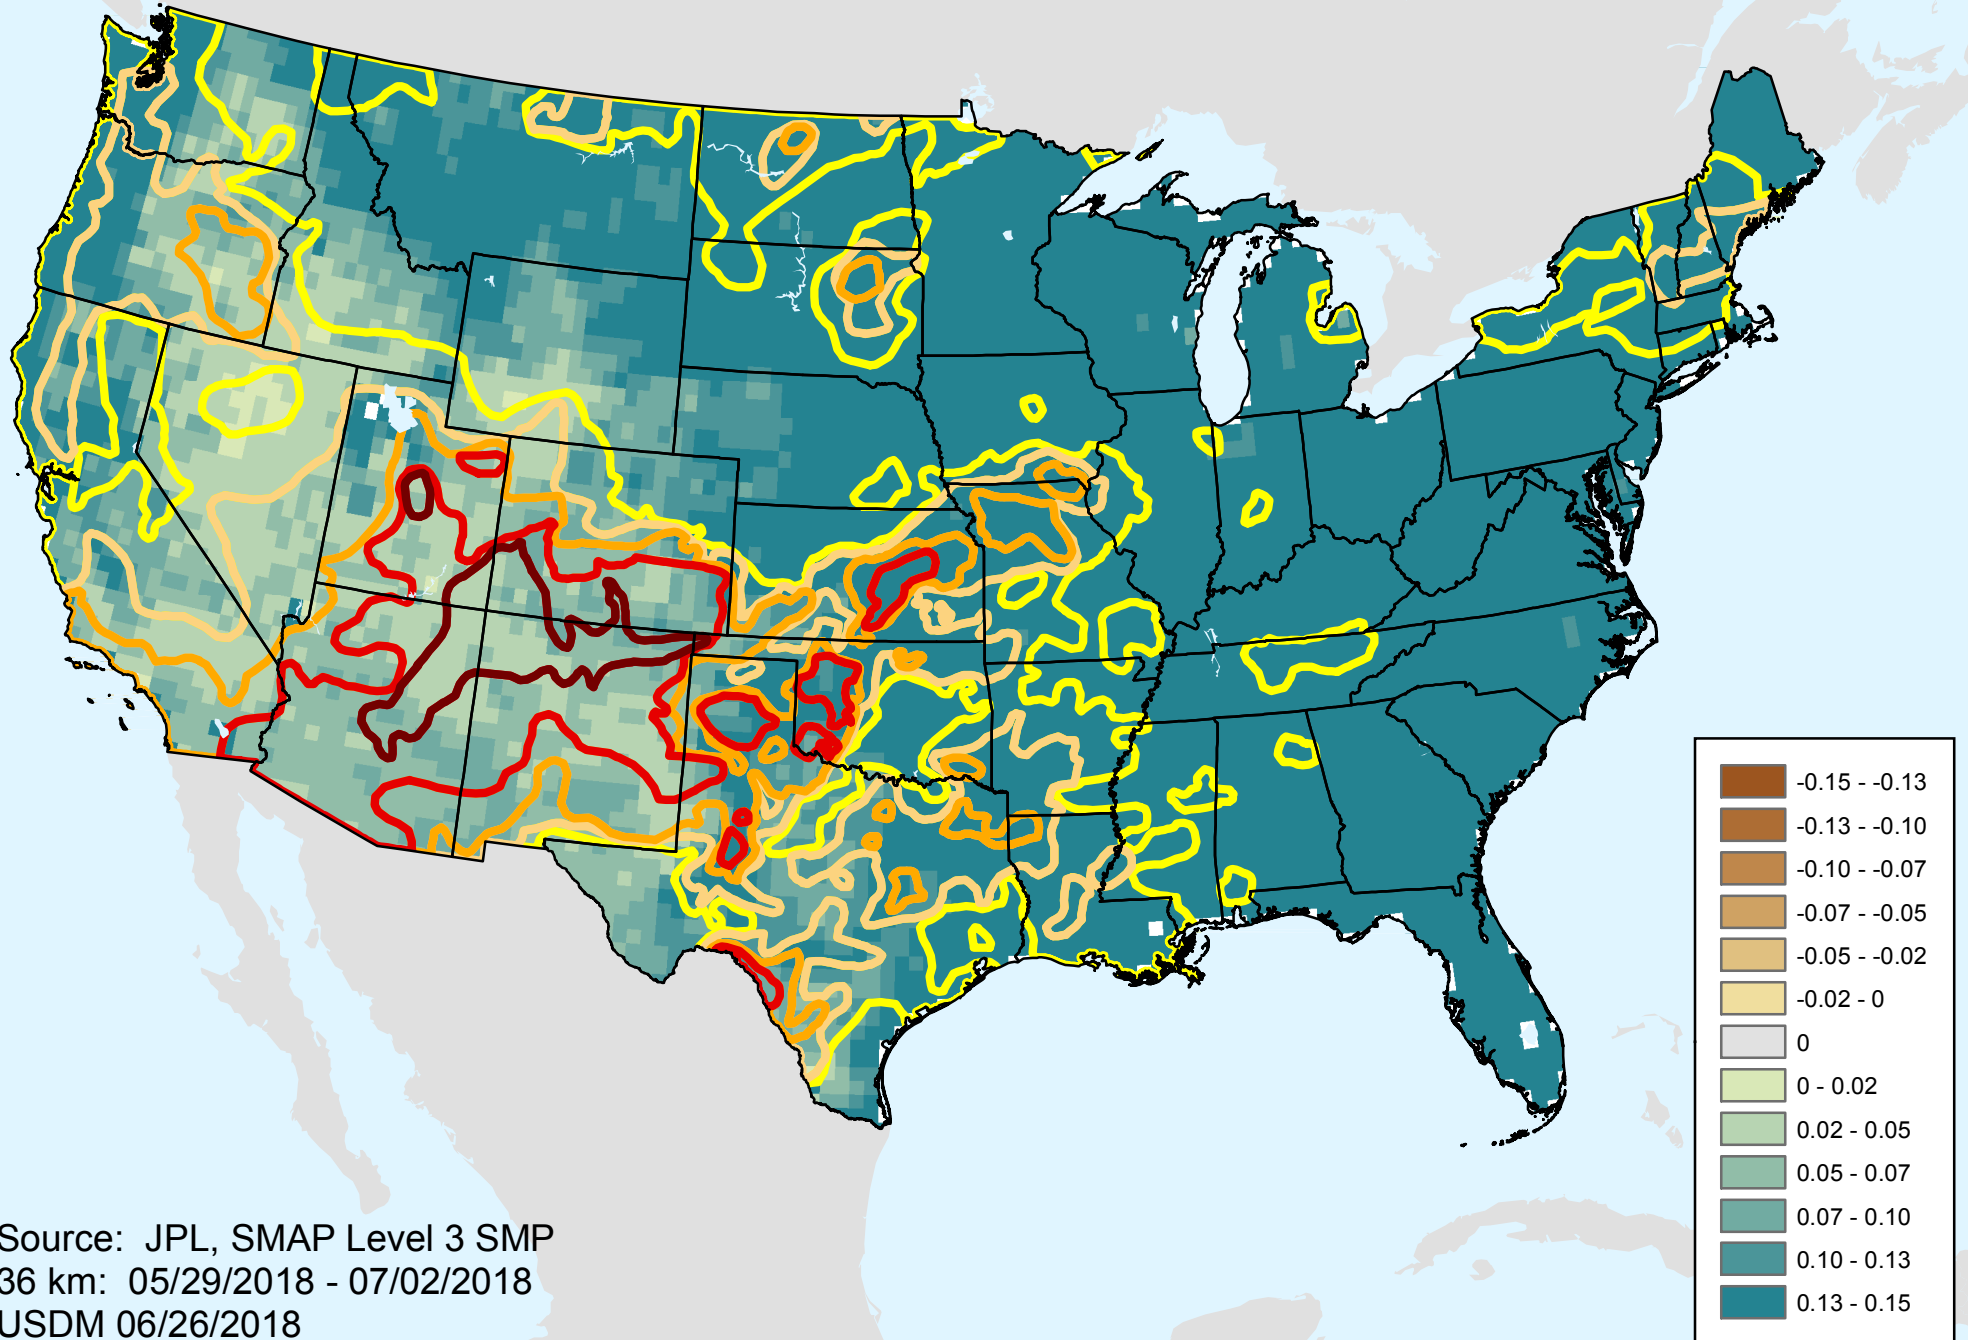 -0.15 - -0.13
-0.13 - -0.10
-0.10 - -0.07
-0.07 - -0.05
-0.05 - -0.02
-0.02 - 0
0
0 - 0.02
0.02 - 0.05
0.05 - 0.07
0.07 - 0.10
0.10 - 0.13
0.13 - 0.15
Source: JPL, SMAP Level 3 SMP
36 km: 05/29/2018 - 07/02/2018
USDM 06/26/2018